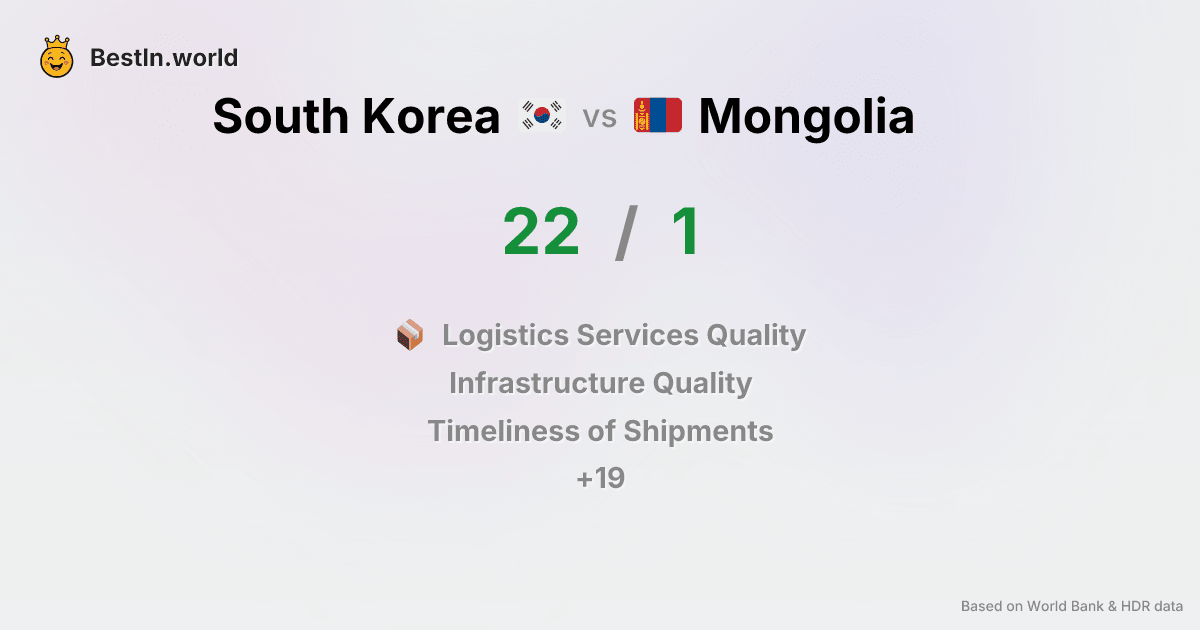 BestIn.world
South Korea vs Mongolia
22 / 1
Logistics Services Quality
Infrastructure Quality
Timeliness of Shipments
+19
Based on World Bank & HDR data